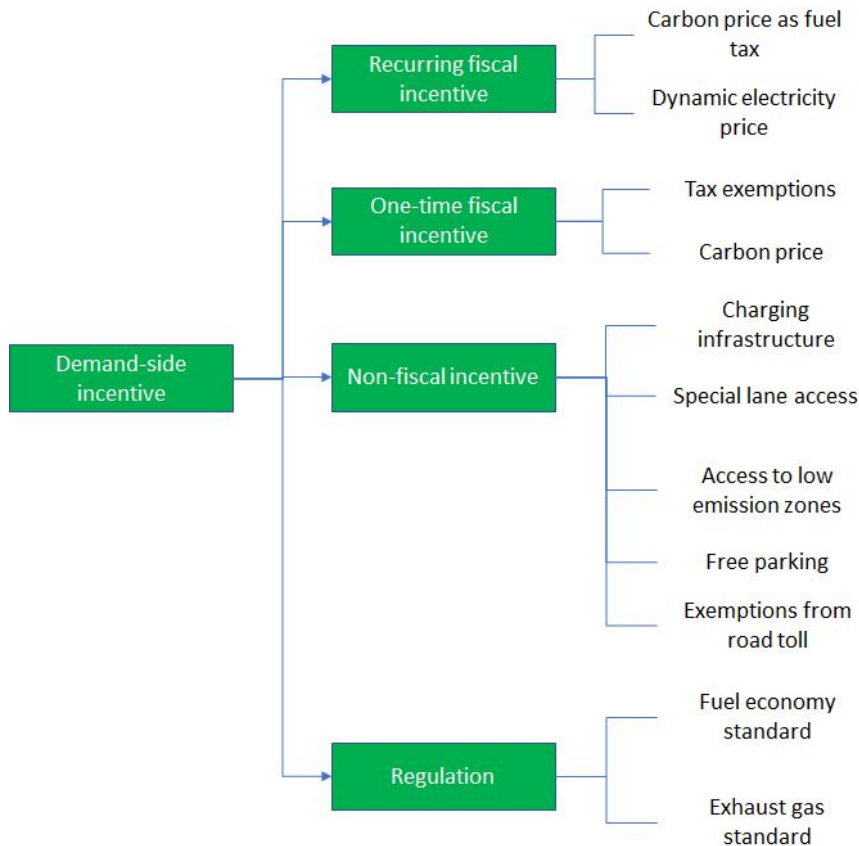 Demand-side
incentive
Recurring fiscal
incentive
Carbon price as fuel
tax
Dynamic electricity
price
One-time fiscal
incentive
Tax exemptions
Carbon price
Non-fiscal incentive
Charging
infrastructure
Special lane access
Access to low
emission zones
Free parking
Exemptions from
road toll
Regulation
Fuel economy
standard
Exhaust gas
standard